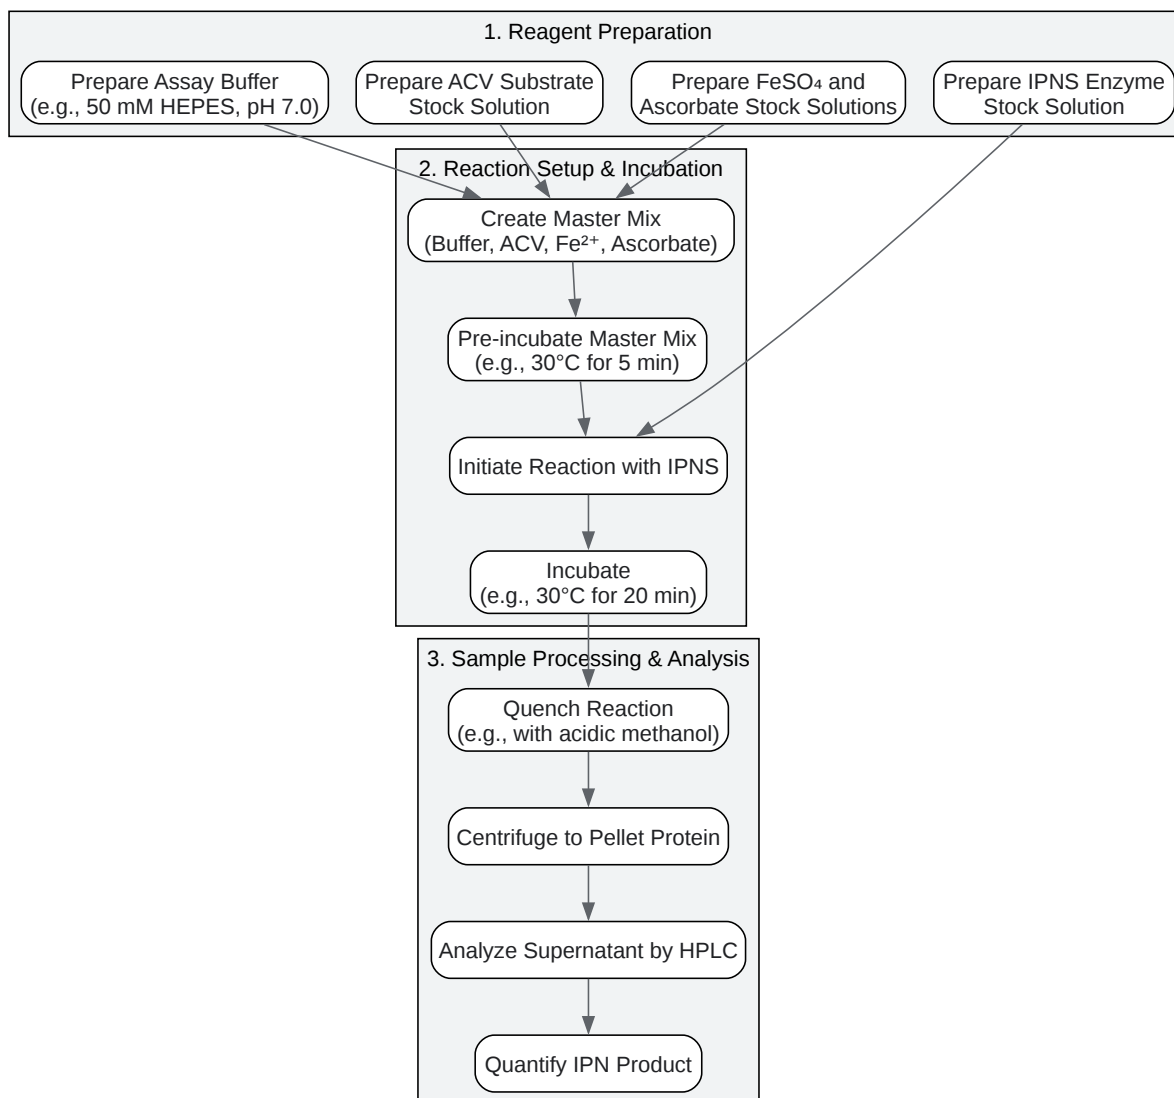 1. Reagent Preparation
Prepare Assay Buffer
(e.g., 50 mM HEPES, pH 7.0)
Prepare ACV Substrate
Stock Solution
Prepare FeSO₄ and
Ascorbate Stock Solutions
Prepare IPNS Enzyme
Stock Solution
2. Reaction Setup & Incubation
Create Master Mix
(Buffer, ACV, Fe²⁺, Ascorbate)
Pre-incubate Master Mix
(e.g., 30°C for 5 min)
Initiate Reaction with IPNS
Incubate
(e.g., 30°C for 20 min)
3. Sample Processing & Analysis
Quench Reaction
(e.g., with acidic methanol)
Centrifuge to Pellet Protein
Analyze Supernatant by HPLC
Quantify IPN Product